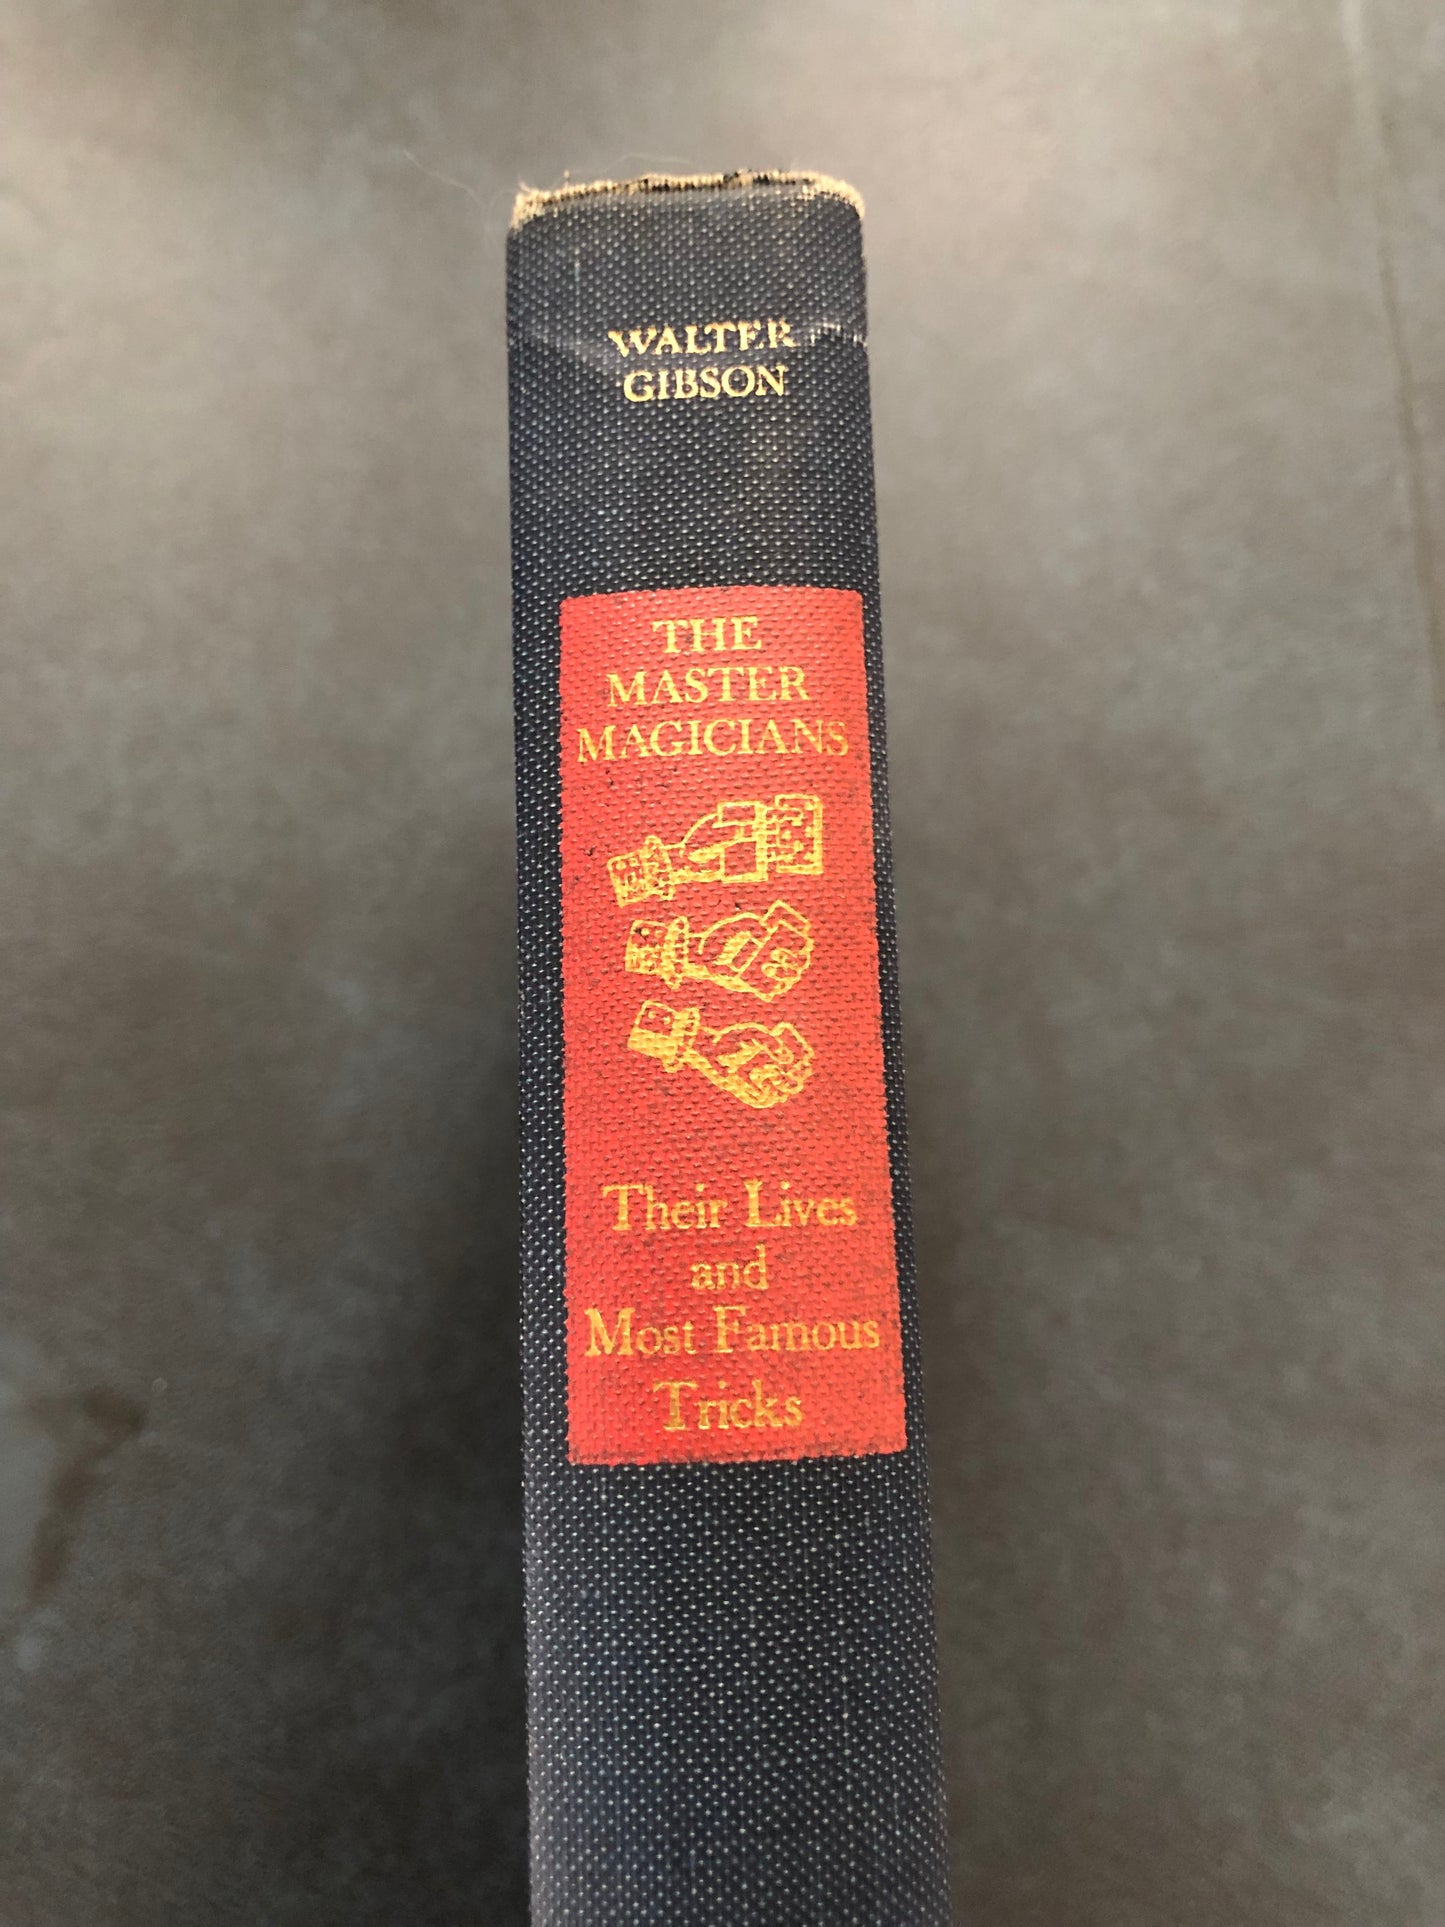 WALTER
GIBSON
THE
MASTER
MAGICIANS
Their Lives
and
Most Famous
Tricks